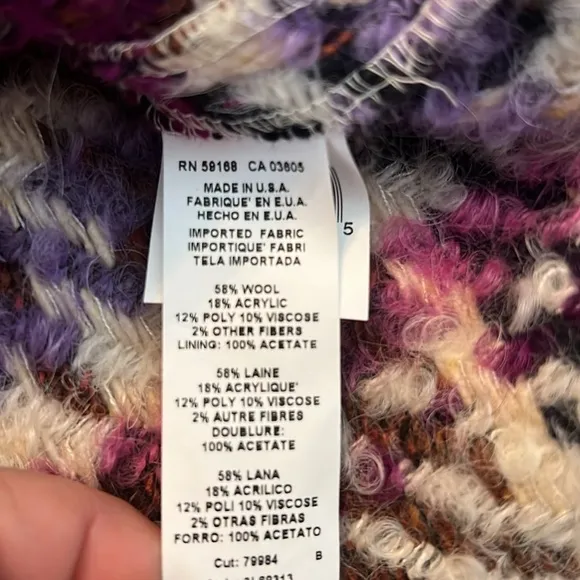 RN 59168 CA 03605
MADE IN U.S.A.
FABRIQUE' EN E.U.A.
HECHO EN E.U.A.
IMPORTED FABRIC
IMPORTIQUE' FABRI
TELA IMPORTADA
58% WOOL
18% ACRYLIC
12% POLY 10% VISCOSE
2% OTHER FIBERS
LINING: 100% ACETATE
58% LAINE
18% ACRYLIQUE'
12% POLY 10% VISCOSE
2% AUTRE FIBRES
DOUBLURE:
100% ACETATE
58% LANA
18% ACRILICO
12% POLI 10% VISCOSE
2% OTRAS FIBRAS
FORRO: 100% ACETATO
Cut: 79984 B
5